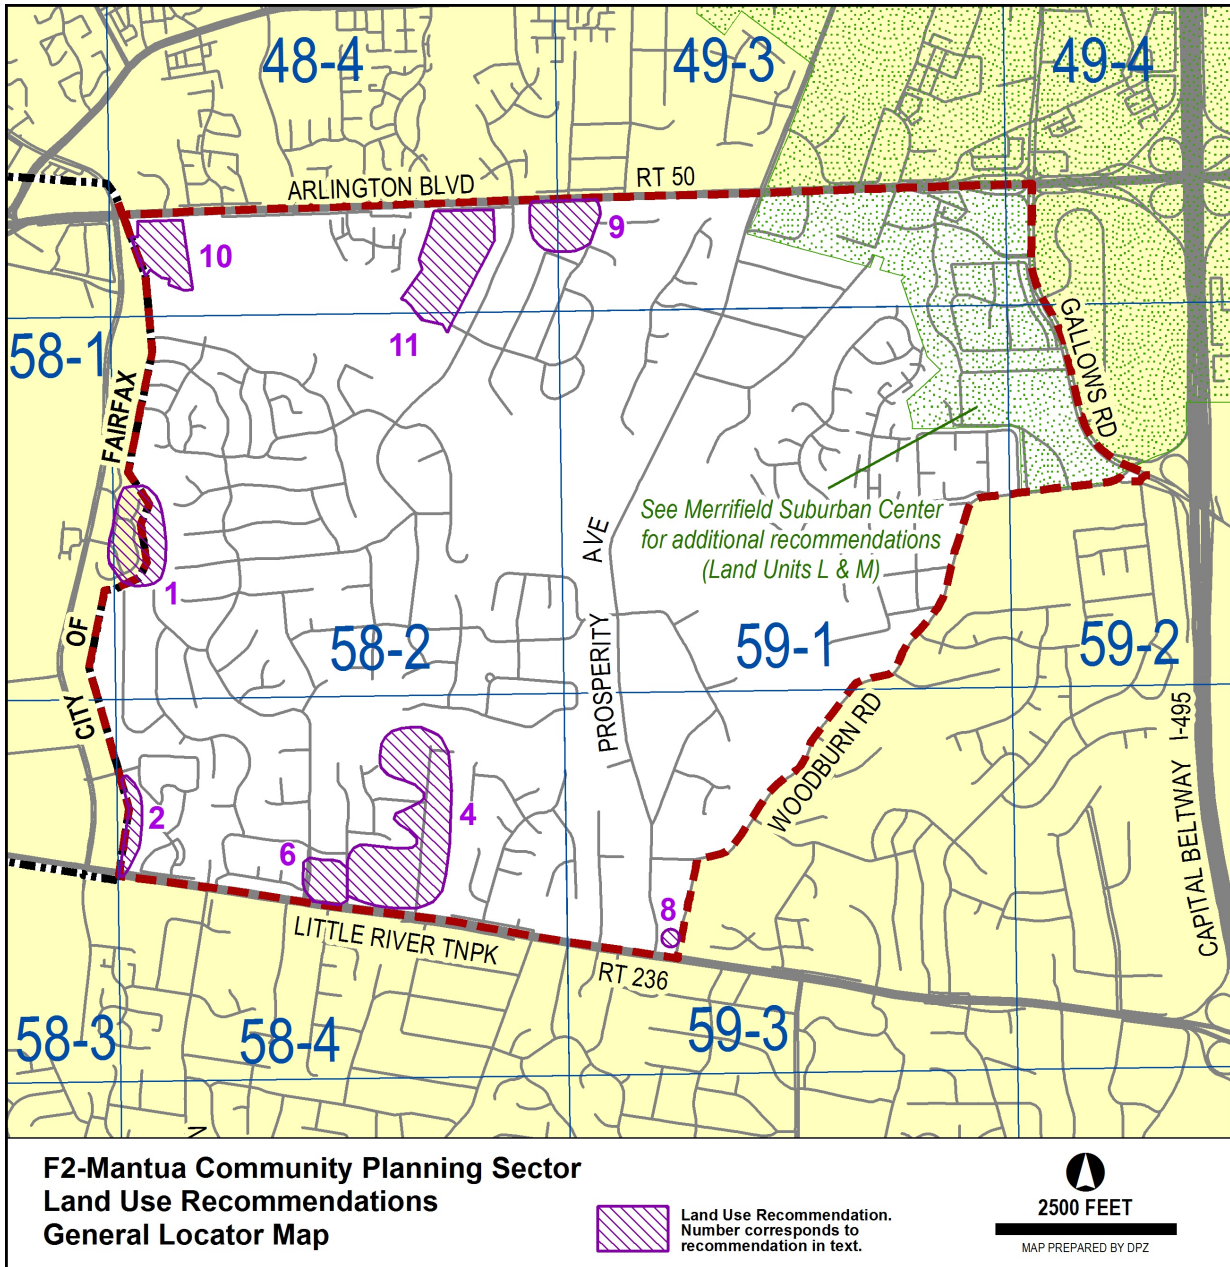 48-4
49-3
49-4
ARLINGTON BLVD
RT 50
10
9
11
58-1
GALLOWS RD
CITY OF FAIRFAX
See Merrifield Suburban Center
for additional recommendations
(Land Units L & M)
1
58-2
PROSPERITY AVE
59-1
59-2
WOODBURN RD
CAPITAL BELTWAY I-495
2
4
6
8
LITTLE RIVER TNPK
RT 236
58-3
58-4
59-3
F2-Mantua Community Planning Sector
Land Use Recommendations
General Locator Map
Land Use Recommendation.
Number corresponds to
recommendation in text.
2500 FEET
MAP PREPARED BY DPZ